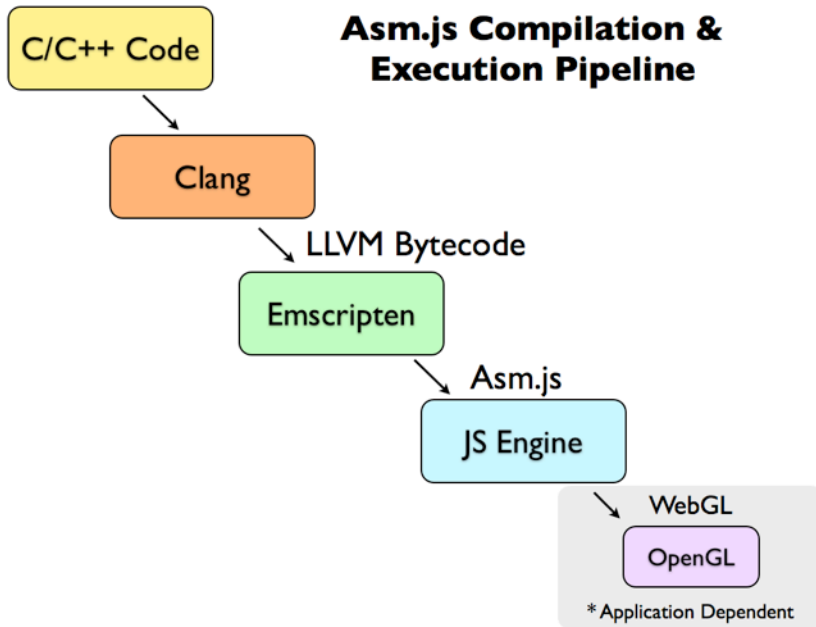 C/C++ Code
Asm.js Compilation &
Execution Pipeline
Clang
LLVM Bytecode
Emscripten
Asm.js
JS Engine
WebGL
OpenGL
* Application Dependent